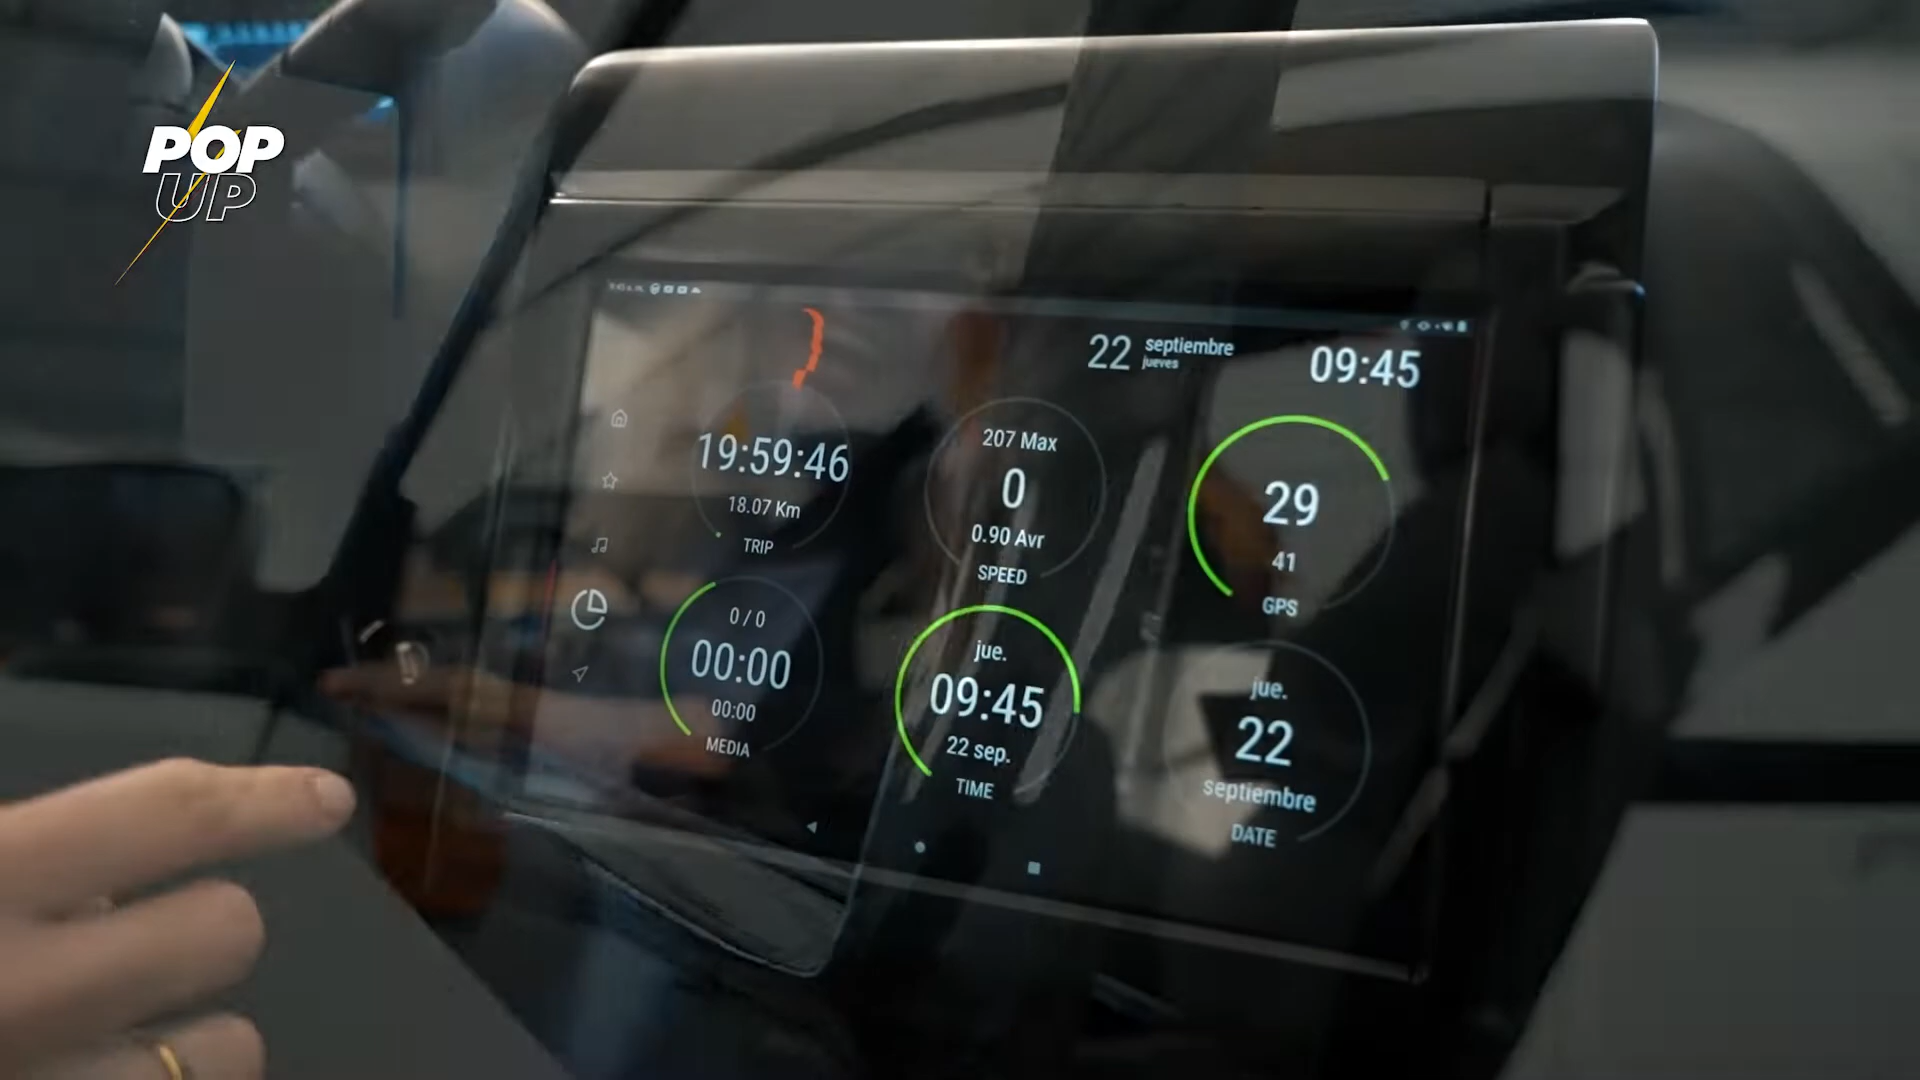 POP
UP
22 septiembre
jueves
09:45
19:59:46
18.07 Km
TRIP
207 Max
0
0.90 Avr
SPEED
29
41
GPS
0 / 0
00:00
00:00
MEDIA
jue.
09:45
22 sep.
TIME
jue.
22
septiembre
DATE